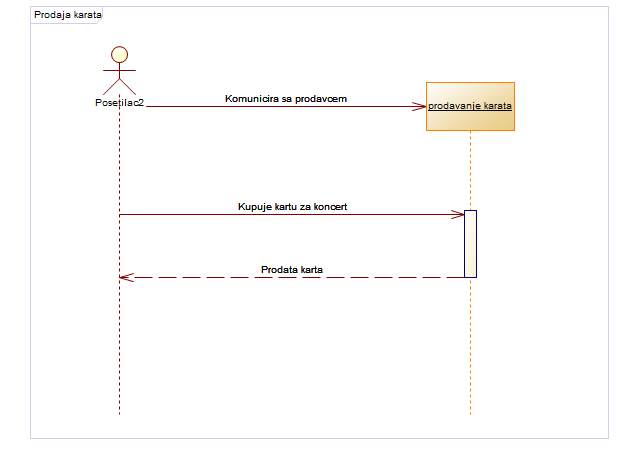 Prodaja karata
Posetilac2
Komunicira sa prodavcem
prodavanje karata
Kupuje kartu za koncert
Prodata karta